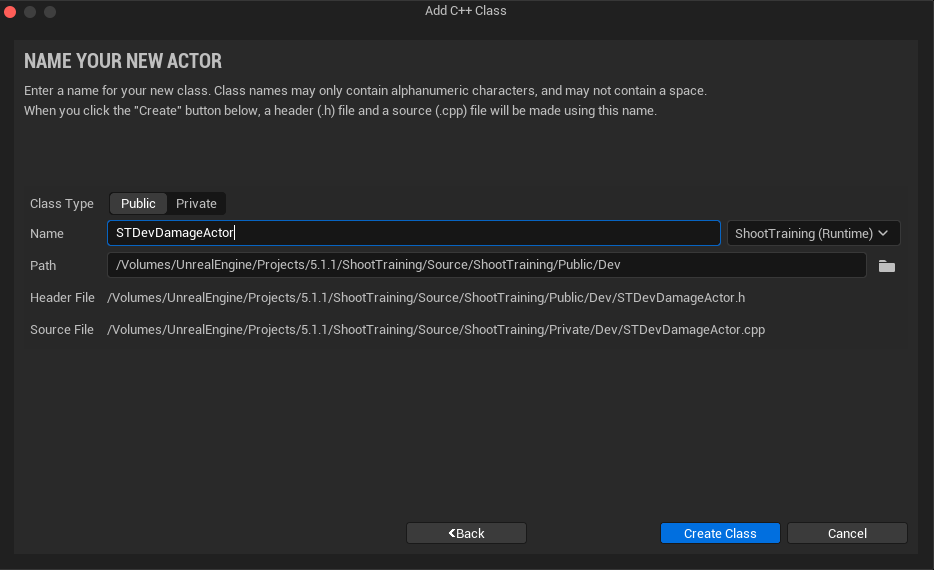 Add C++ Class
NAME YOUR NEW ACTOR
Enter a name for your new class. Class names may only contain alphanumeric characters, and may not contain a space.
When you click the "Create" button below, a header (.h) file and a source (.cpp) file will be made using this name.
Class Type Public Private
Name STDevDamageActor ShootTraining (Runtime)
Path /Volumes/UnrealEngine/Projects/5.1.1/ShootTraining/Source/ShootTraining/Public/Dev
Header File /Volumes/UnrealEngine/Projects/5.1.1/ShootTraining/Source/ShootTraining/Public/Dev/STDevDamageActor.h
Source File /Volumes/UnrealEngine/Projects/5.1.1/ShootTraining/Source/ShootTraining/Private/Dev/STDevDamageActor.cpp
Back Create Class Cancel